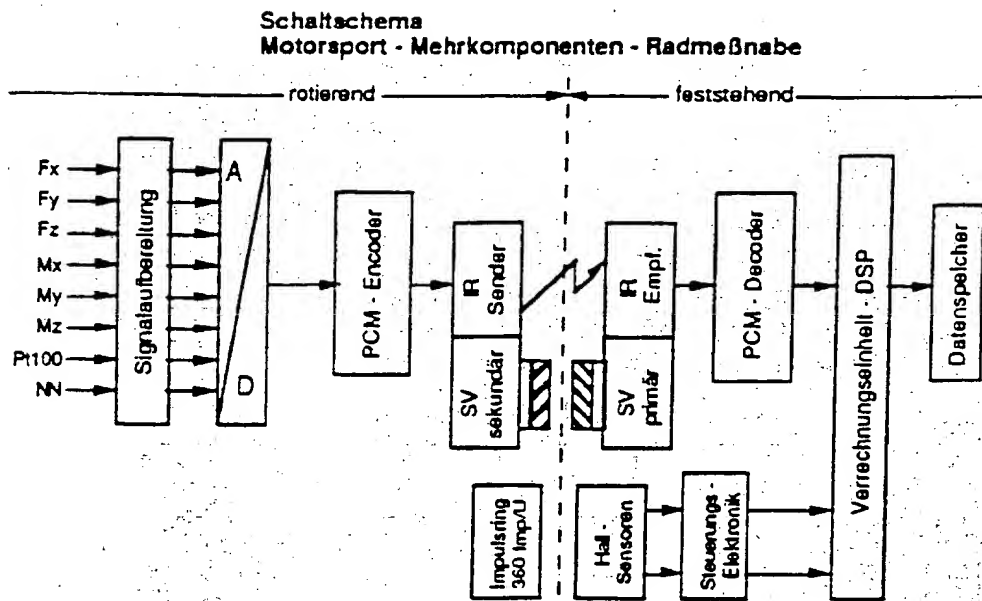 Schaltschema
Motorsport - Mehrkomponenten - Radmeßnabe
rotierend
feststehend
Fx
Fy
Fz
Mx
My
Mz
Pt100
NN
Signalaufbereitung
A
D
PCM - Encoder
IR
Sender
SV
sekundär
IR
Empf.
SV
primär
PCM - Decoder
Verrechnungseinheit - DSP
Datenspeicher
Impulsring
360 Imp/U
Hall -
Sensoren
Steuerungs -
Elektronik